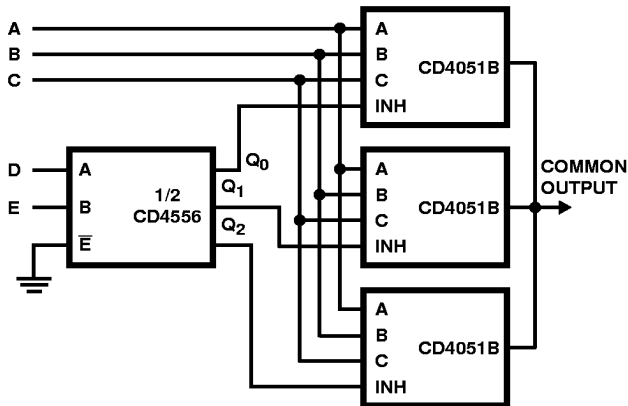 A
B
C
A
B
C
INH
CD4051B
D
E
A
B
E̅
1/2
CD4556
Q0
Q1
Q2
A
B
C
INH
CD4051B
COMMON
OUTPUT
A
B
C
INH
CD4051B